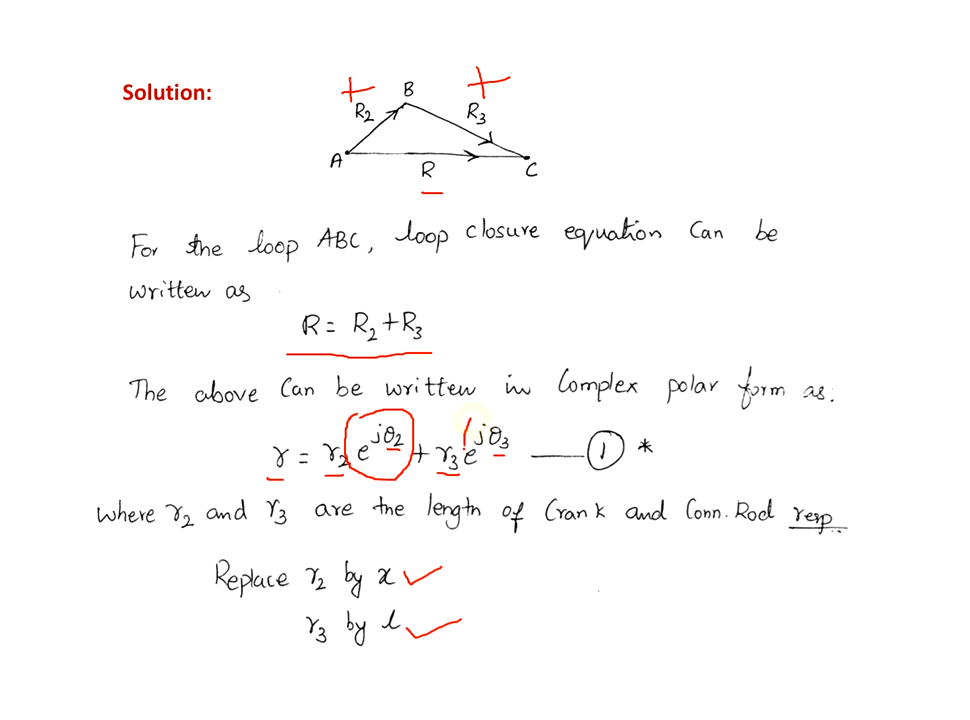 Solution:
B
R2
R3
A
R
C
For the loop ABC, loop closure equation Can be
written as
R = R2 + R3
The above Can be written in Complex polar form as:
r = r2 e^jθ2 + r3 e^jθ3 —— ① *
where r2 and r3 are the length of Crank and Conn. Rod resp..
Replace r2 by x ✓
r3 by l ✓